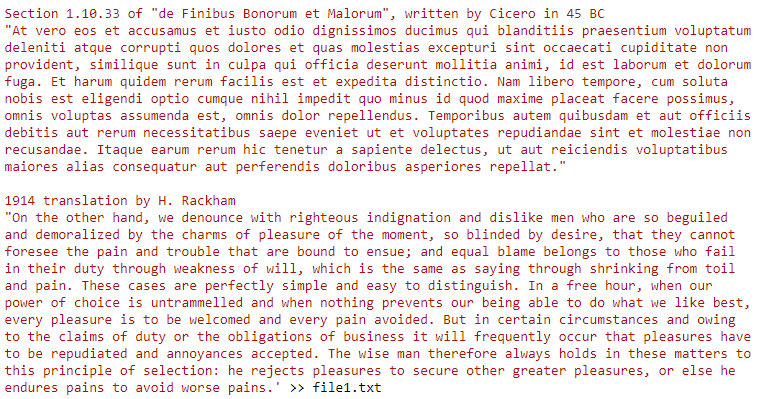 Section 1.10.33 of "de Finibus Bonorum et Malorum", written by Cicero in 45 BC
"At vero eos et accusamus et iusto odio dignissimos ducimus qui blanditiis praesentium voluptatum
deleniti atque corrupti quos dolores et quas molestias excepturi sint occaecati cupiditate non
provident, similique sunt in culpa qui officia deserunt mollitia animi, id est laborum et dolorum
fuga. Et harum quidem rerum facilis est et expedita distinctio. Nam libero tempore, cum soluta
nobis est eligendi optio cumque nihil impedit quo minus id quod maxime placeat facere possimus,
omnis voluptas assumenda est, omnis dolor repellendus. Temporibus autem quibusdam et aut officiis
debitis aut rerum necessitatibus saepe eveniet ut et voluptates repudiandae sint et molestiae non
recusandae. Itaque earum rerum hic tenetur a sapiente delectus, ut aut reiciendis voluptatibus
maiores alias consequatur aut perferendis doloribus asperiores repellat."
1914 translation by H. Rackham
"On the other hand, we denounce with righteous indignation and dislike men who are so beguiled
and demoralized by the charms of pleasure of the moment, so blinded by desire, that they cannot
foresee the pain and trouble that are bound to ensue; and equal blame belongs to those who fail
in their duty through weakness of will, which is the same as saying through shrinking from toil
and pain. These cases are perfectly simple and easy to distinguish. In a free hour, when our
power of choice is untrammelled and when nothing prevents our being able to do what we like best,
every pleasure is to be welcomed and every pain avoided. But in certain circumstances and owing
to the claims of duty or the obligations of business it will frequently occur that pleasures have
to be repudiated and annoyances accepted. The wise man therefore always holds in these matters to
this principle of selection: he rejects pleasures to secure other greater pleasures, or else he
endures pains to avoid worse pains.' >> file1.txt